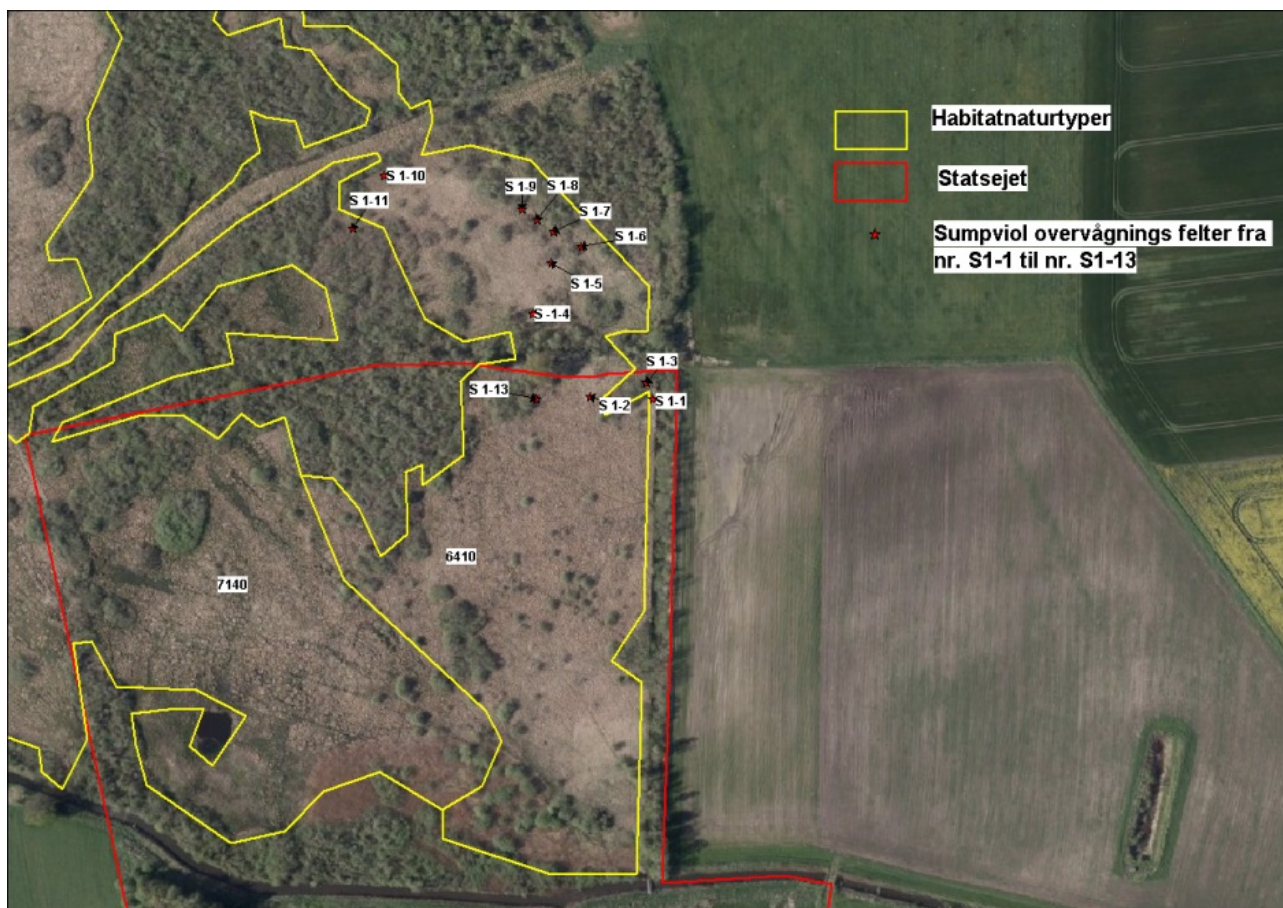 Habitatnaturtyper
Statsejet
Sumpviol overvågnings felter fra
nr. S1-1 til nr. S1-13
S 1-10
S 1-11
S 1-9
S 1-8
S 1-7
S 1-6
S 1-5
S -1-4
S 1-3
S 1-13
S 1-2
S 1-1
6410
7140